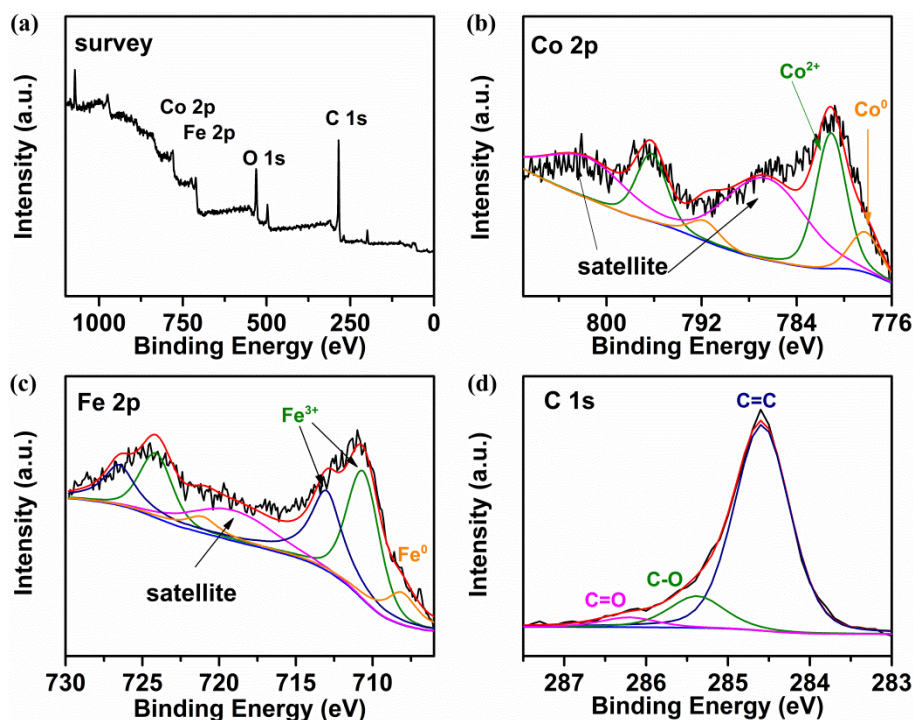 (a)
survey
Co 2p
Fe 2p
O 1s
C 1s
Intensity (a.u.)
1000 750 500 250 0
Binding Energy (eV)
(b)
Co 2p
Co²⁺
Co⁰
satellite
Intensity (a.u.)
800 792 784 776
Binding Energy (eV)
(c)
Fe 2p
Fe³⁺
Fe⁰
satellite
Intensity (a.u.)
730 720 710
Binding Energy (eV)
(d)
C 1s
C=C
C-O
C=O
Intensity (a.u.)
287 286 285 284 283
Binding Energy (eV)